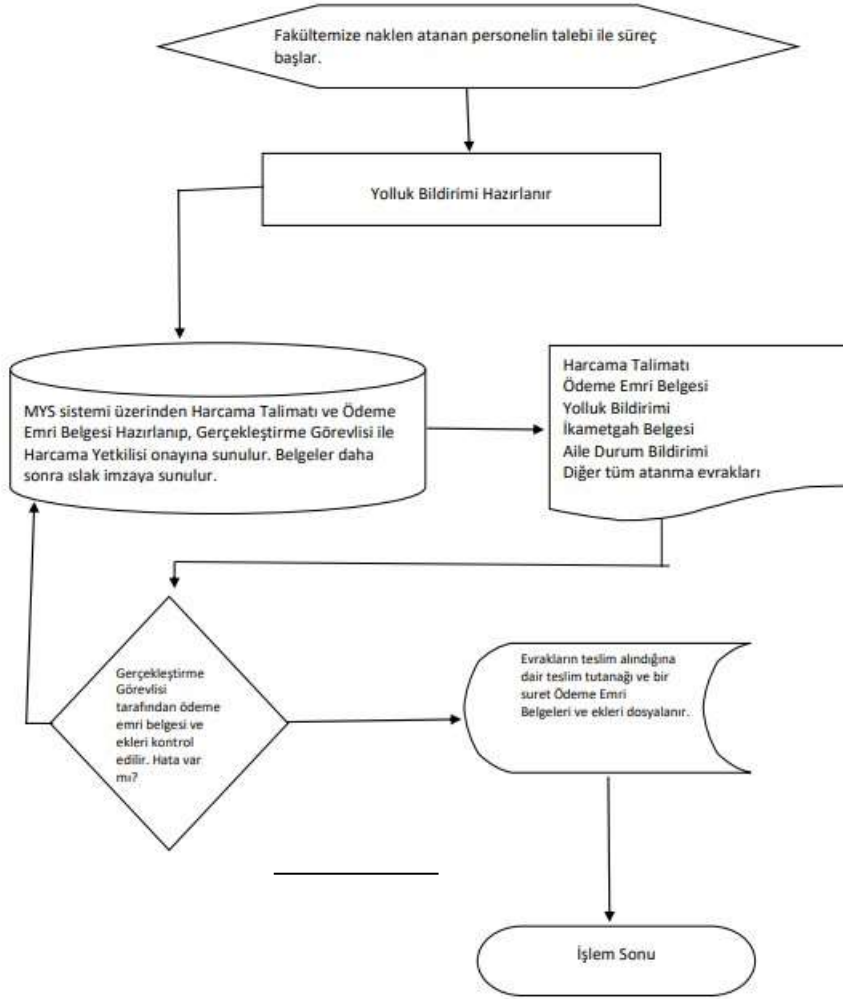 Fakültemize naklen atanan personelin talebi ile süreç
başlar.
Yolluk Bildirimi Hazırlanır
MYS sistemi üzerinden Harcama Talimatı ve Ödeme
Emri Belgesi Hazırlanıp, Gerçekleştirme Görevlisi ile
Harcama Yetkilisi onayına sunulur. Belgeler daha
sonra ıslak imzaya sunulur.
Harcama Talimatı
Ödeme Emri Belgesi
Yolluk Bildirimi
İkametgah Belgesi
Aile Durum Bildirimi
Diğer tüm atanma evrakları
Gerçekleştirme
Görevlisi
tarafından ödeme
emri belgesi ve
ekleri kontrol
edilir. Hata var
mı?
Evrakların teslim alındığına
dair teslim tutanağı ve bir
suret Ödeme Emri
Belgeleri ve ekleri dosyalanır.
İşlem Sonu